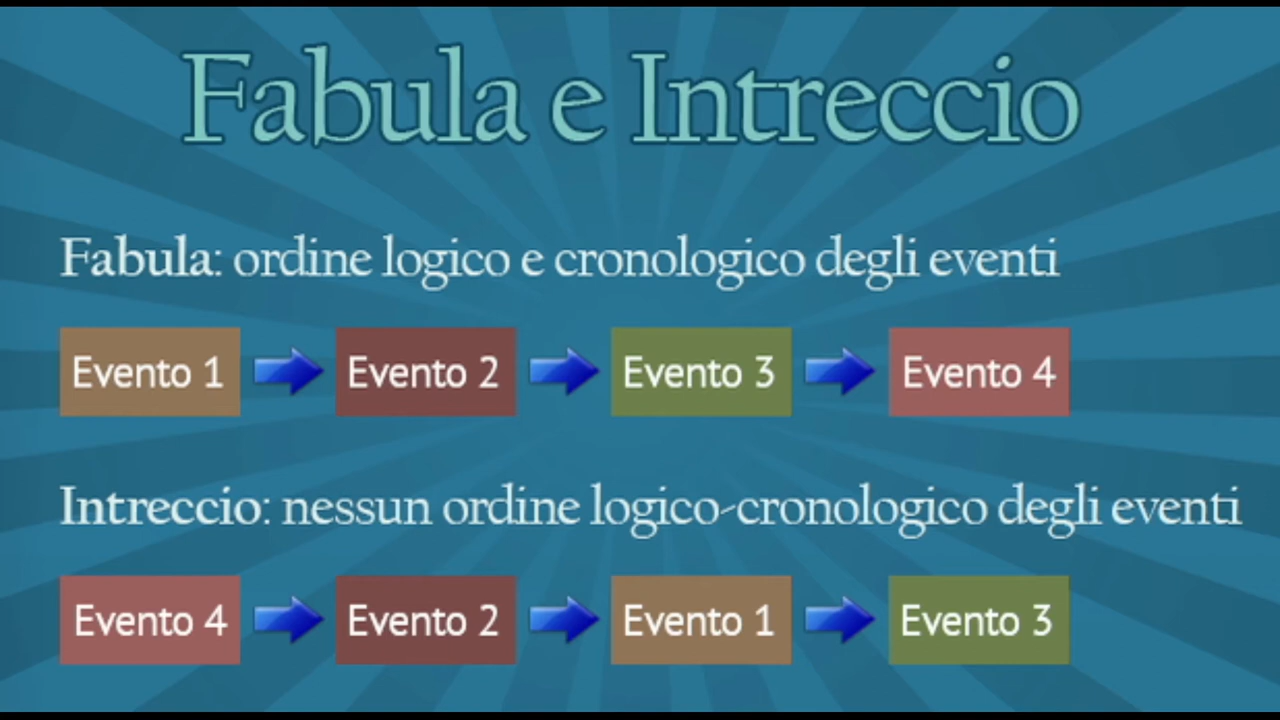 Fabula e Intreccio
Fabula: ordine logico e cronologico degli eventi
Evento 1 Evento 2 Evento 3 Evento 4
Intreccio: nessun ordine logico-cronologico degli eventi
Evento 4 Evento 2 Evento 1 Evento 3